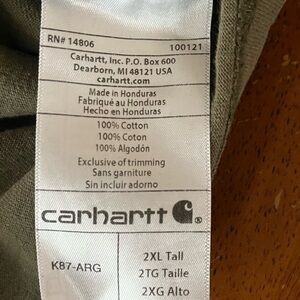 RN# 14806 100121
Carhartt, Inc. P.O. Box 600
Dearborn, MI 48121 USA
carhartt.com
Made in Honduras
Fabriqué au Honduras
Hecho en Honduras
100% Cotton
100% Coton
100% Algodón
Exclusive of trimming
Sans garniture
Sin incluir adorno
carhartt ®
K87-ARG
2XL Tall
2TG Taille
2XG Alto